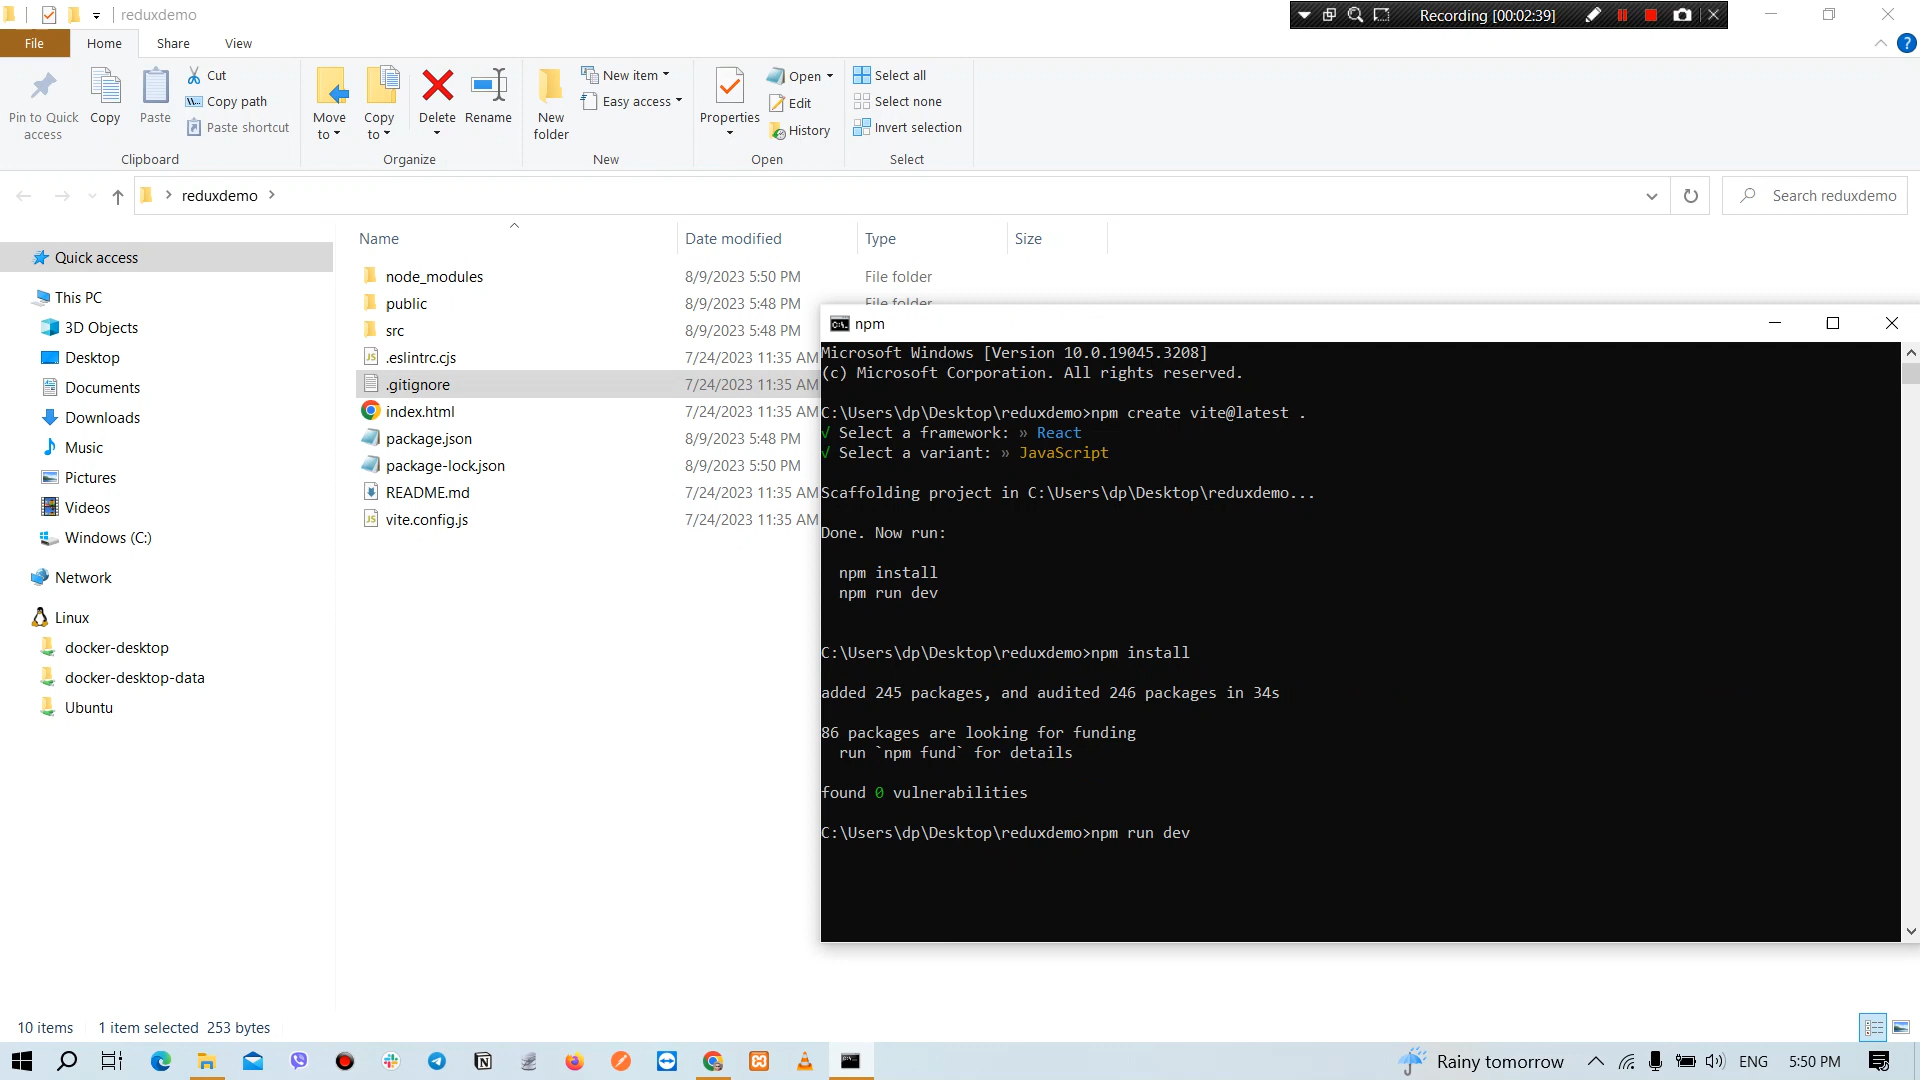 reduxdemo
Recording [00:02:39]
File
Home
Share
View
Pin to Quick access
Copy
Paste
Cut
Copy path
Paste shortcut
Clipboard
Move to
Copy to
Delete
Rename
Organize
New folder
New item
Easy access
New
Properties
Open
Edit
History
Open
Select all
Select none
Invert selection
Select
reduxdemo
Search reduxdemo
Name
Date modified
Type
Size
Quick access
This PC
3D Objects
Desktop
Documents
Downloads
Music
Pictures
Videos
Windows (C:)
Network
Linux
docker-desktop
docker-desktop-data
Ubuntu
node_modules 8/9/2023 5:50 PM File folder
public 8/9/2023 5:48 PM File folder
src 8/9/2023 5:48 PM
.eslintrc.cjs 7/24/2023 11:35 AM
.gitignore 7/24/2023 11:35 AM
index.html 7/24/2023 11:35 AM
package.json 8/9/2023 5:48 PM
package-lock.json 8/9/2023 5:50 PM
README.md 7/24/2023 11:35 AM
vite.config.js 7/24/2023 11:35 AM
npm
Microsoft Windows [Version 10.0.19045.3208]
(c) Microsoft Corporation. All rights reserved.
C:\Users\dp\Desktop\reduxdemo>npm create vite@latest .
√ Select a framework: » React
√ Select a variant: » JavaScript
Scaffolding project in C:\Users\dp\Desktop\reduxdemo...
Done. Now run:
npm install
npm run dev
C:\Users\dp\Desktop\reduxdemo>npm install
added 245 packages, and audited 246 packages in 34s
86 packages are looking for funding
run `npm fund` for details
found 0 vulnerabilities
C:\Users\dp\Desktop\reduxdemo>npm run dev
10 items
1 item selected 253 bytes
Rainy tomorrow
ENG
5:50 PM